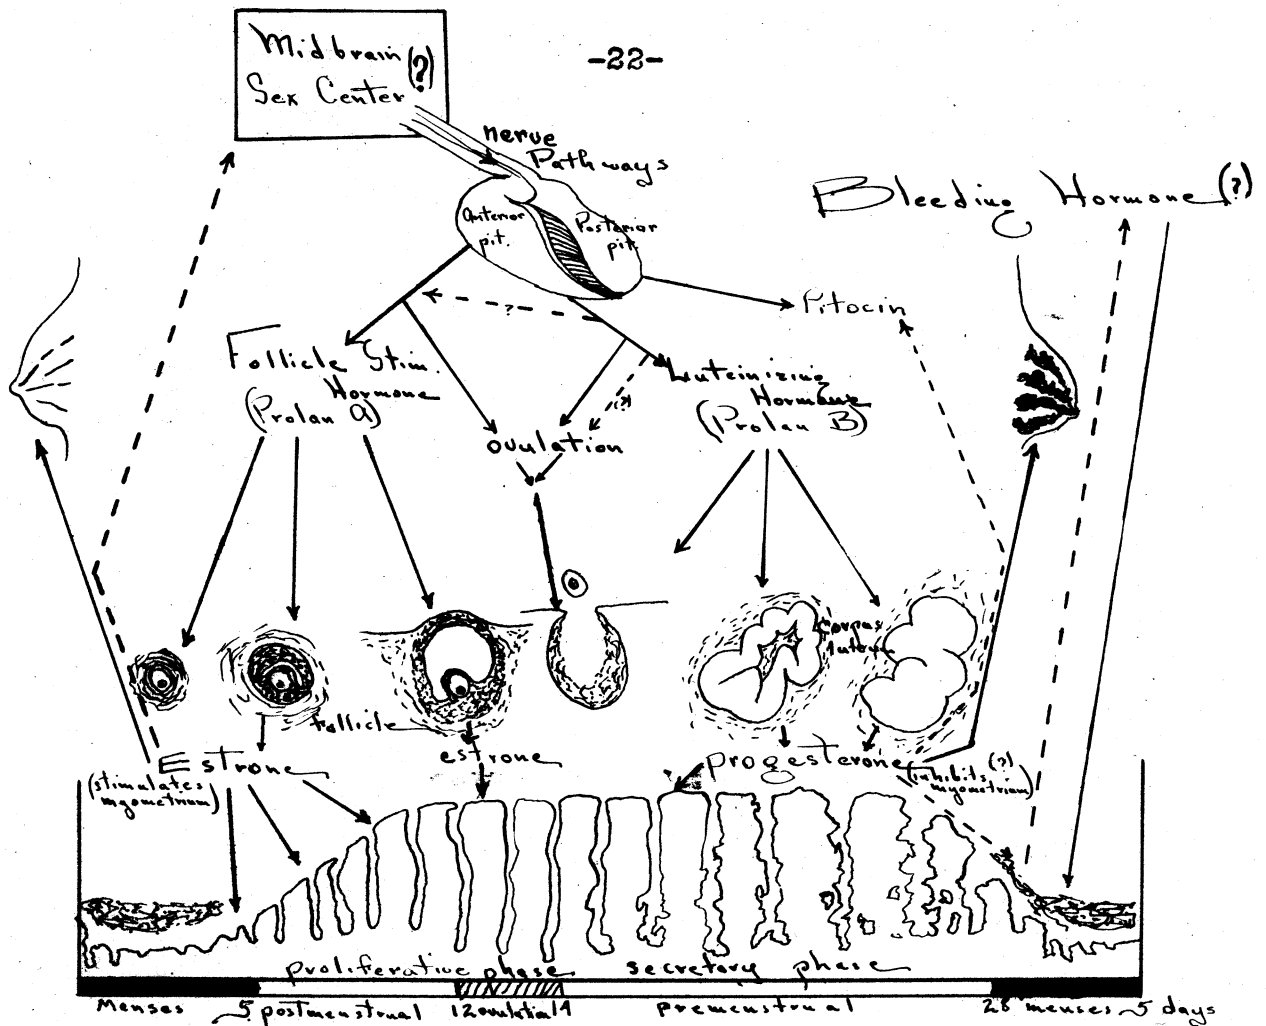 -22-
Midbrain (?)
Sex Center
nerve
Pathways
Bleeding Hormone (?)
Anterior
pit.
Posterior
pit.
?
Pitocin
Follicle Stim.
Hormone
(Prolan A)
Luteinizing
Hormone
(Prolan B)
(?)
ovulation
Corpus
luteum
follicle
Estrone
(stimulates
myometrium)
estrone
progesterone
(inhibits (?)
myometrium)
proliferative phase secretory phase
Menses 5 postmenstrual 12 ovulation 14 premenstrual 28 menses 5 days